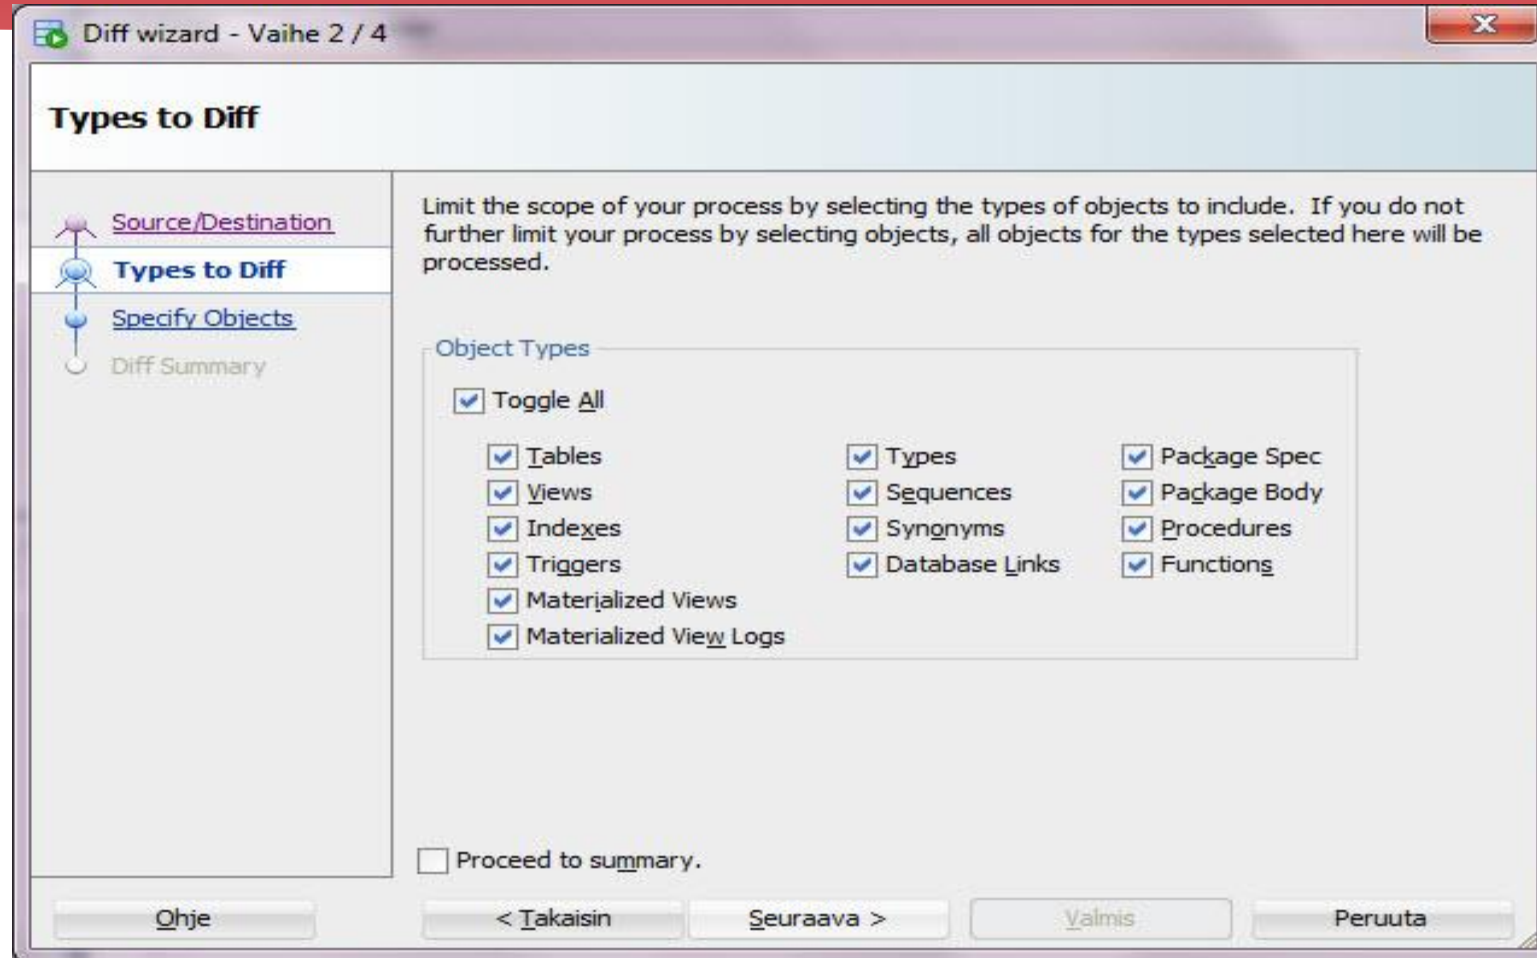 Diff wizard - Vaihe 2 / 4
Types to Diff
Source/Destination
Types to Diff
Specify Objects
Diff Summary
Limit the scope of your process by selecting the types of objects to include. If you do not
further limit your process by selecting objects, all objects for the types selected here will be
processed.
Object Types
Toggle All
Tables
Views
Indexes
Triggers
Materialized Views
Materialized View Logs
Types
Sequences
Synonyms
Database Links
Package Spec
Package Body
Procedures
Functions
Proceed to summary.
Ohje
< Takaisin
Seuraava >
Valmis
Peruuta